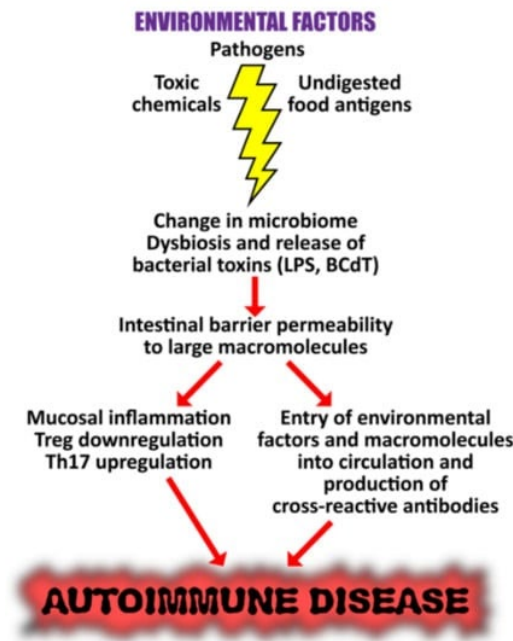 ENVIRONMENTAL FACTORS
Pathogens
Toxic
chemicals
Undigested
food antigens
Change in microbiome
Dysbiosis and release of
bacterial toxins (LPS, BCdT)
Intestinal barrier permeability
to large macromolecules
Mucosal inflammation
Treg downregulation
Th17 upregulation
Entry of environmental
factors and macromolecules
into circulation and
production of
cross-reactive antibodies
AUTOIMMUNE DISEASE